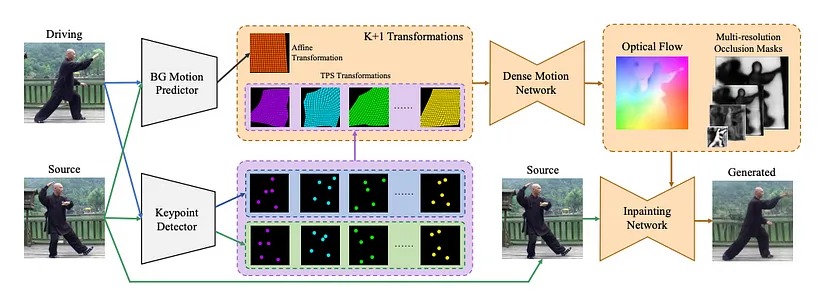 Driving
BG Motion
Predictor
K+1 Transformations
Affine
Transformation
TPS Transformations
......
Dense Motion
Network
Optical Flow
Multi-resolution
Occlusion Masks
Source
Keypoint
Detector
......
......
Source
Inpainting
Network
Generated